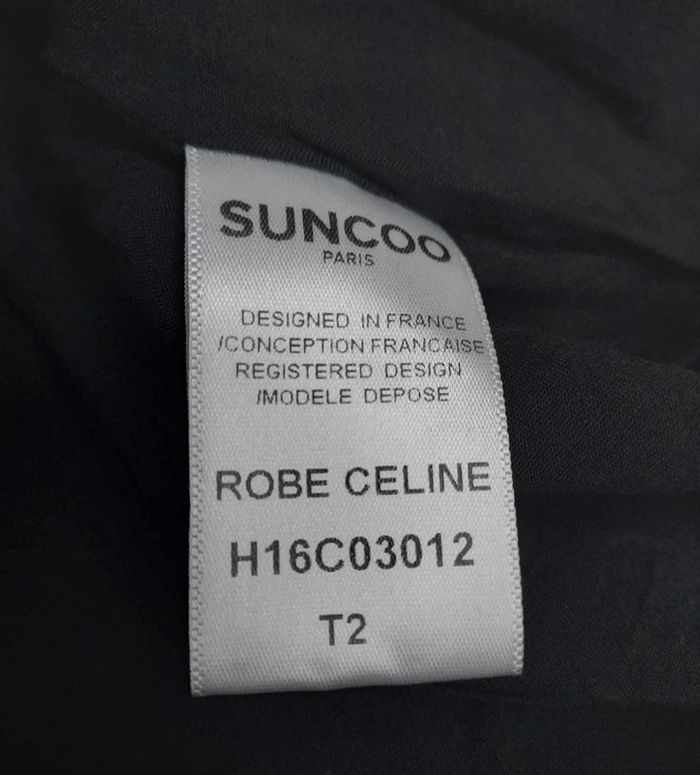 SUNCOO
PARIS
DESIGNED IN FRANCE
/CONCEPTION FRANCAISE
REGISTERED DESIGN
/MODELE DEPOSE
ROBE CELINE
H16C03012
T2